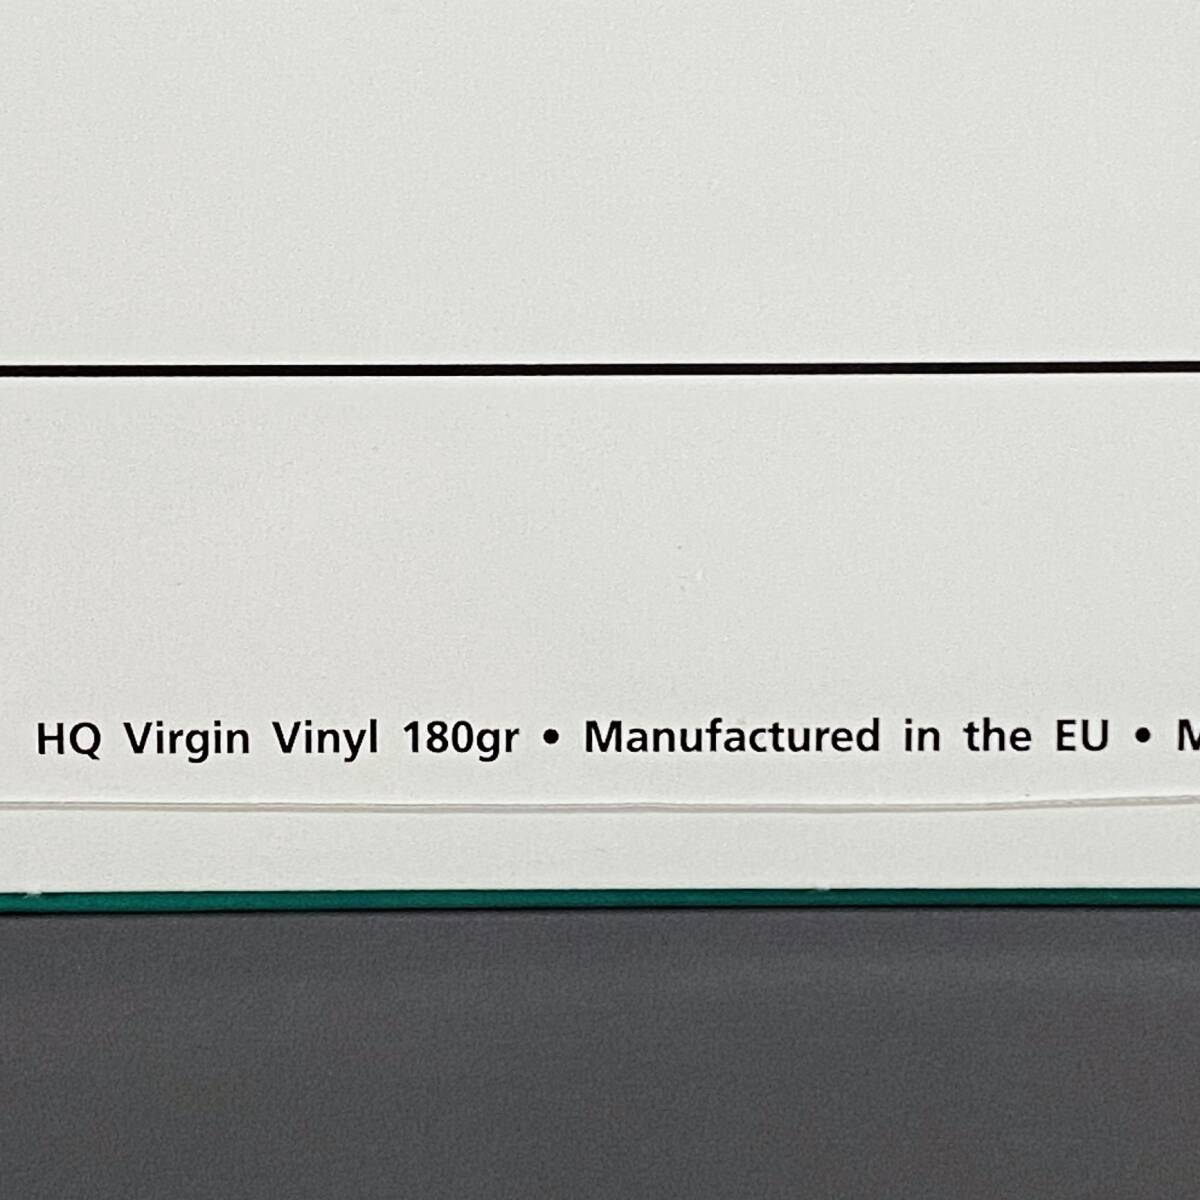 HQ Virgin Vinyl 180gr • Manufactured in the EU •